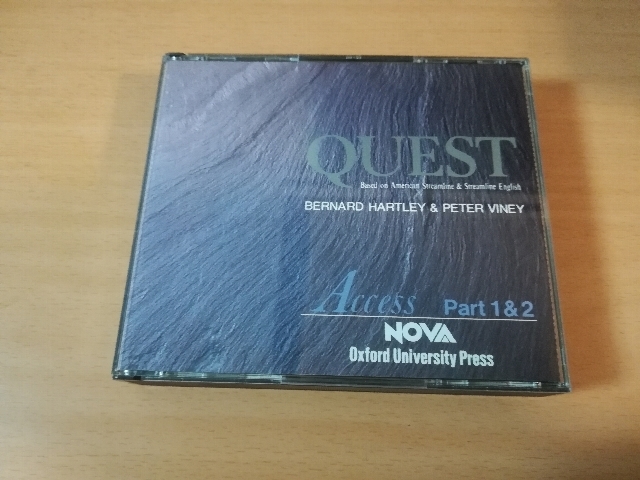 QUEST
Based on American Streamline & Streamline English
BERNARD HARTLEY & PETER VINEY
Access Part 1 & 2
NOVA
Oxford University Press